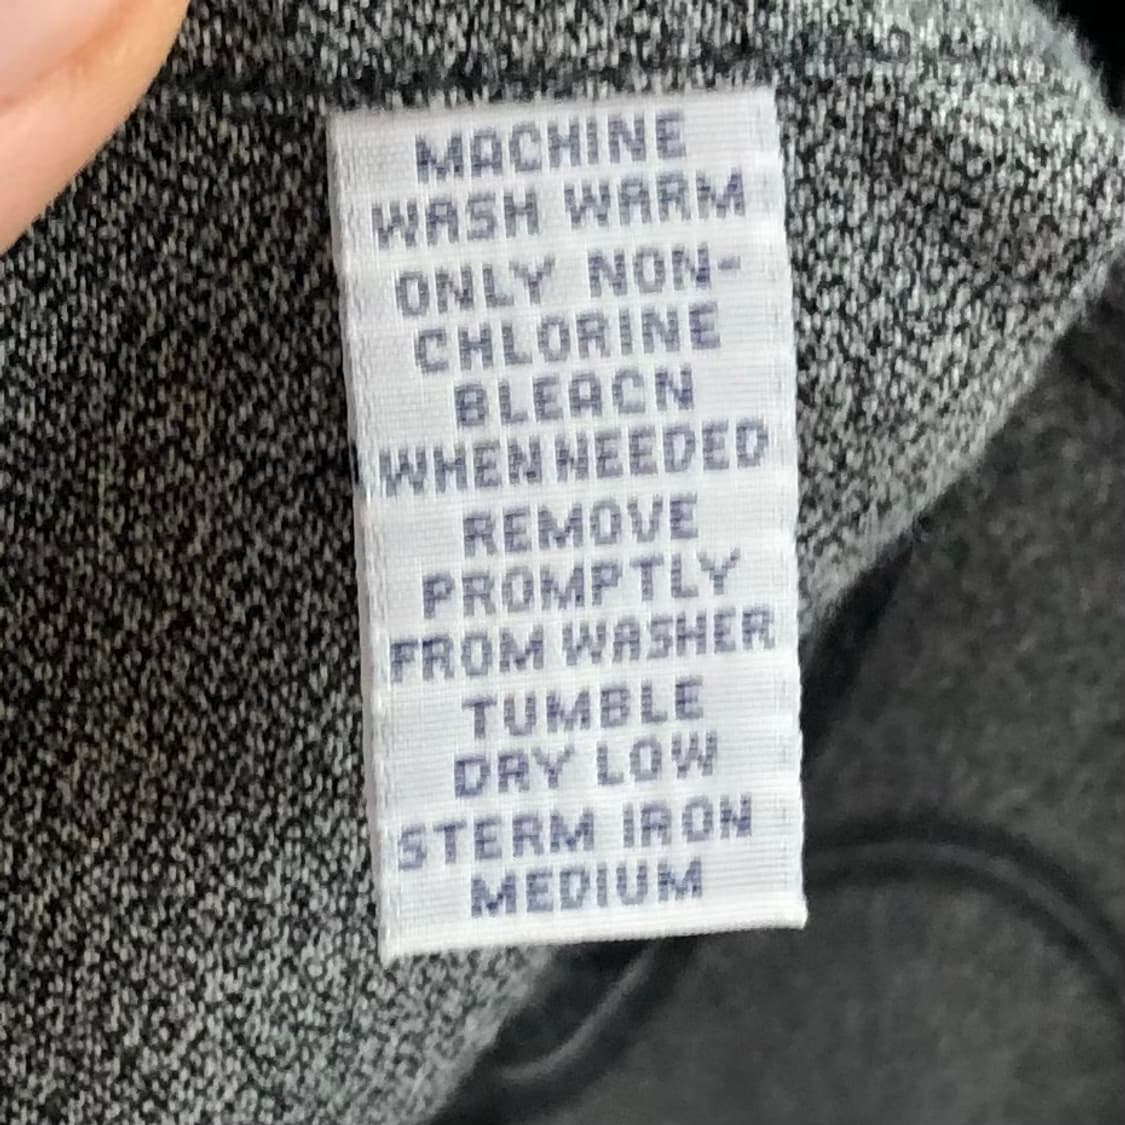 MACHINE
WASH WARM
ONLY NON-
CHLORINE
BLEACN
WHEN NEEDED
REMOVE
PROMPTLY
FROM WASHER
TUMBLE
DRY LOW
STERM IRON
MEDIUM